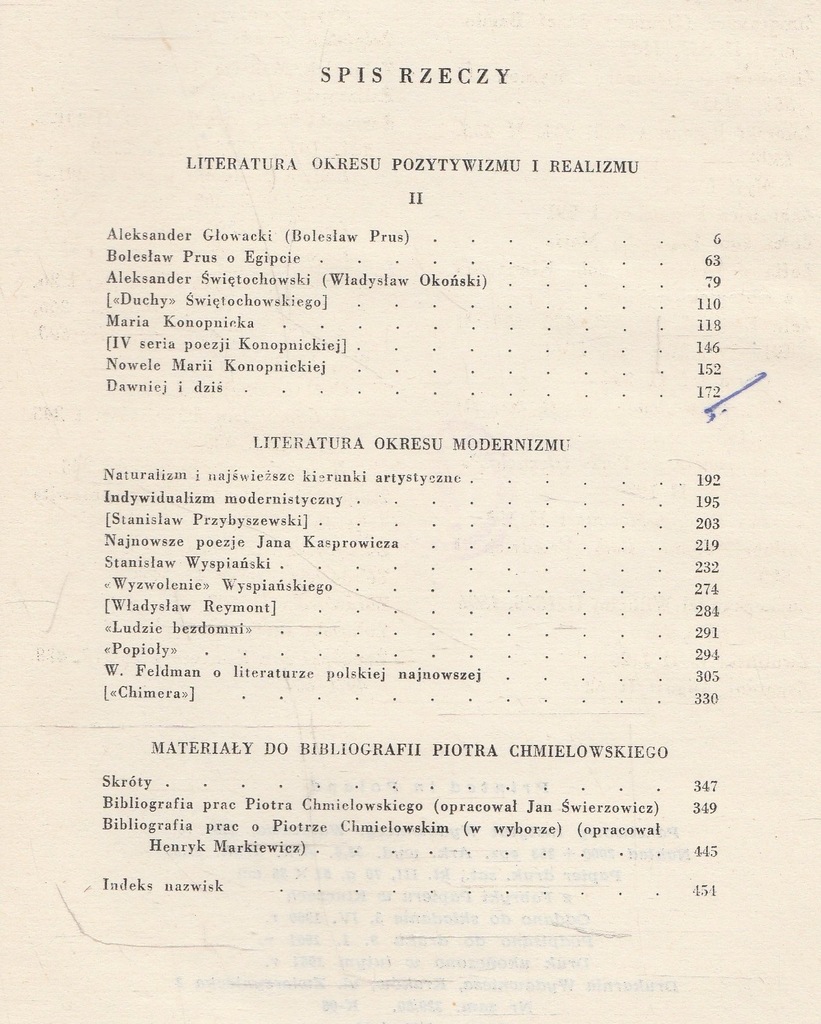 SPIS RZECZY
LITERATURA OKRESU POZYTYWIZMU I REALIZMU
II
Aleksander Głowacki (Bolesław Prus) . . . . . . . 6
Bolesław Prus o Egipcie . . . . . . . . . . 63
Aleksander Świętochowski (Władysław Okoński) . . . . . 79
[«Duchy» Świętochowskiego] . . . . . . . . . 110
Maria Konopnicka . . . . . . . . . . . 118
[IV seria poezji Konopnickiej] . . . . . . . . . 146
Nowele Marii Konopnickiej . . . . . . . . . 152
Dawniej i dziś . . . . . . . . . . . . 172
LITERATURA OKRESU MODERNIZMU
Naturalizm i najświeższe kierunki artystyczne . . . . . . 192
Indywidualizm modernistyczny . . . . . . . . . 195
[Stanisław Przybyszewski] . . . . . . . . . . 203
Najnowsze poezje Jana Kasprowicza . . . . . . . 219
Stanisław Wyspiański . . . . . . . . . . . 232
«Wyzwolenie» Wyspiańskiego . . . . . . . . . 274
[Władysław Reymont] . . . . . . . . . . . 284
«Ludzie bezdomni» . . . . . . . . . . . 291
«Popioły» . . . . . . . . . . . . . 294
W. Feldman o literaturze polskiej najnowszej . . . . . 305
[«Chimera»] . . . . . . . . . . . . 330
MATERIAŁY DO BIBLIOGRAFII PIOTRA CHMIELOWSKIEGO
Skróty . . . . . . . . . . . . . . 347
Bibliografia prac Piotra Chmielowskiego (opracował Jan Świerzowicz) 349
Bibliografia prac o Piotrze Chmielowskim (w wyborze) (opracował
Henryk Markiewicz) . . . . . . . . . . 445
Indeks nazwisk . . . . . . . . . . . 454